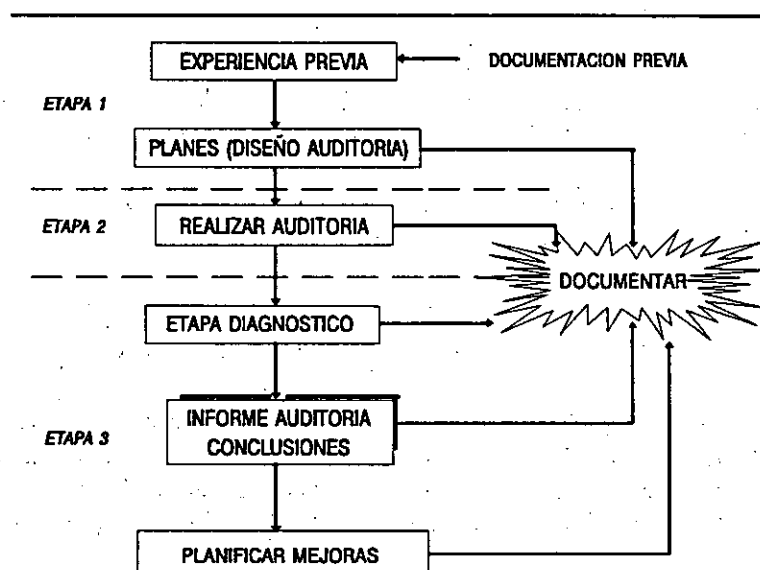 EXPERIENCIA PREVIA
DOCUMENTACION PREVIA
ETAPA 1
PLANES (DISEÑO AUDITORIA)
ETAPA 2
REALIZAR AUDITORIA
DOCUMENTAR
ETAPA DIAGNOSTICO
INFORME AUDITORIA
CONCLUSIONES
ETAPA 3
PLANIFICAR MEJORAS